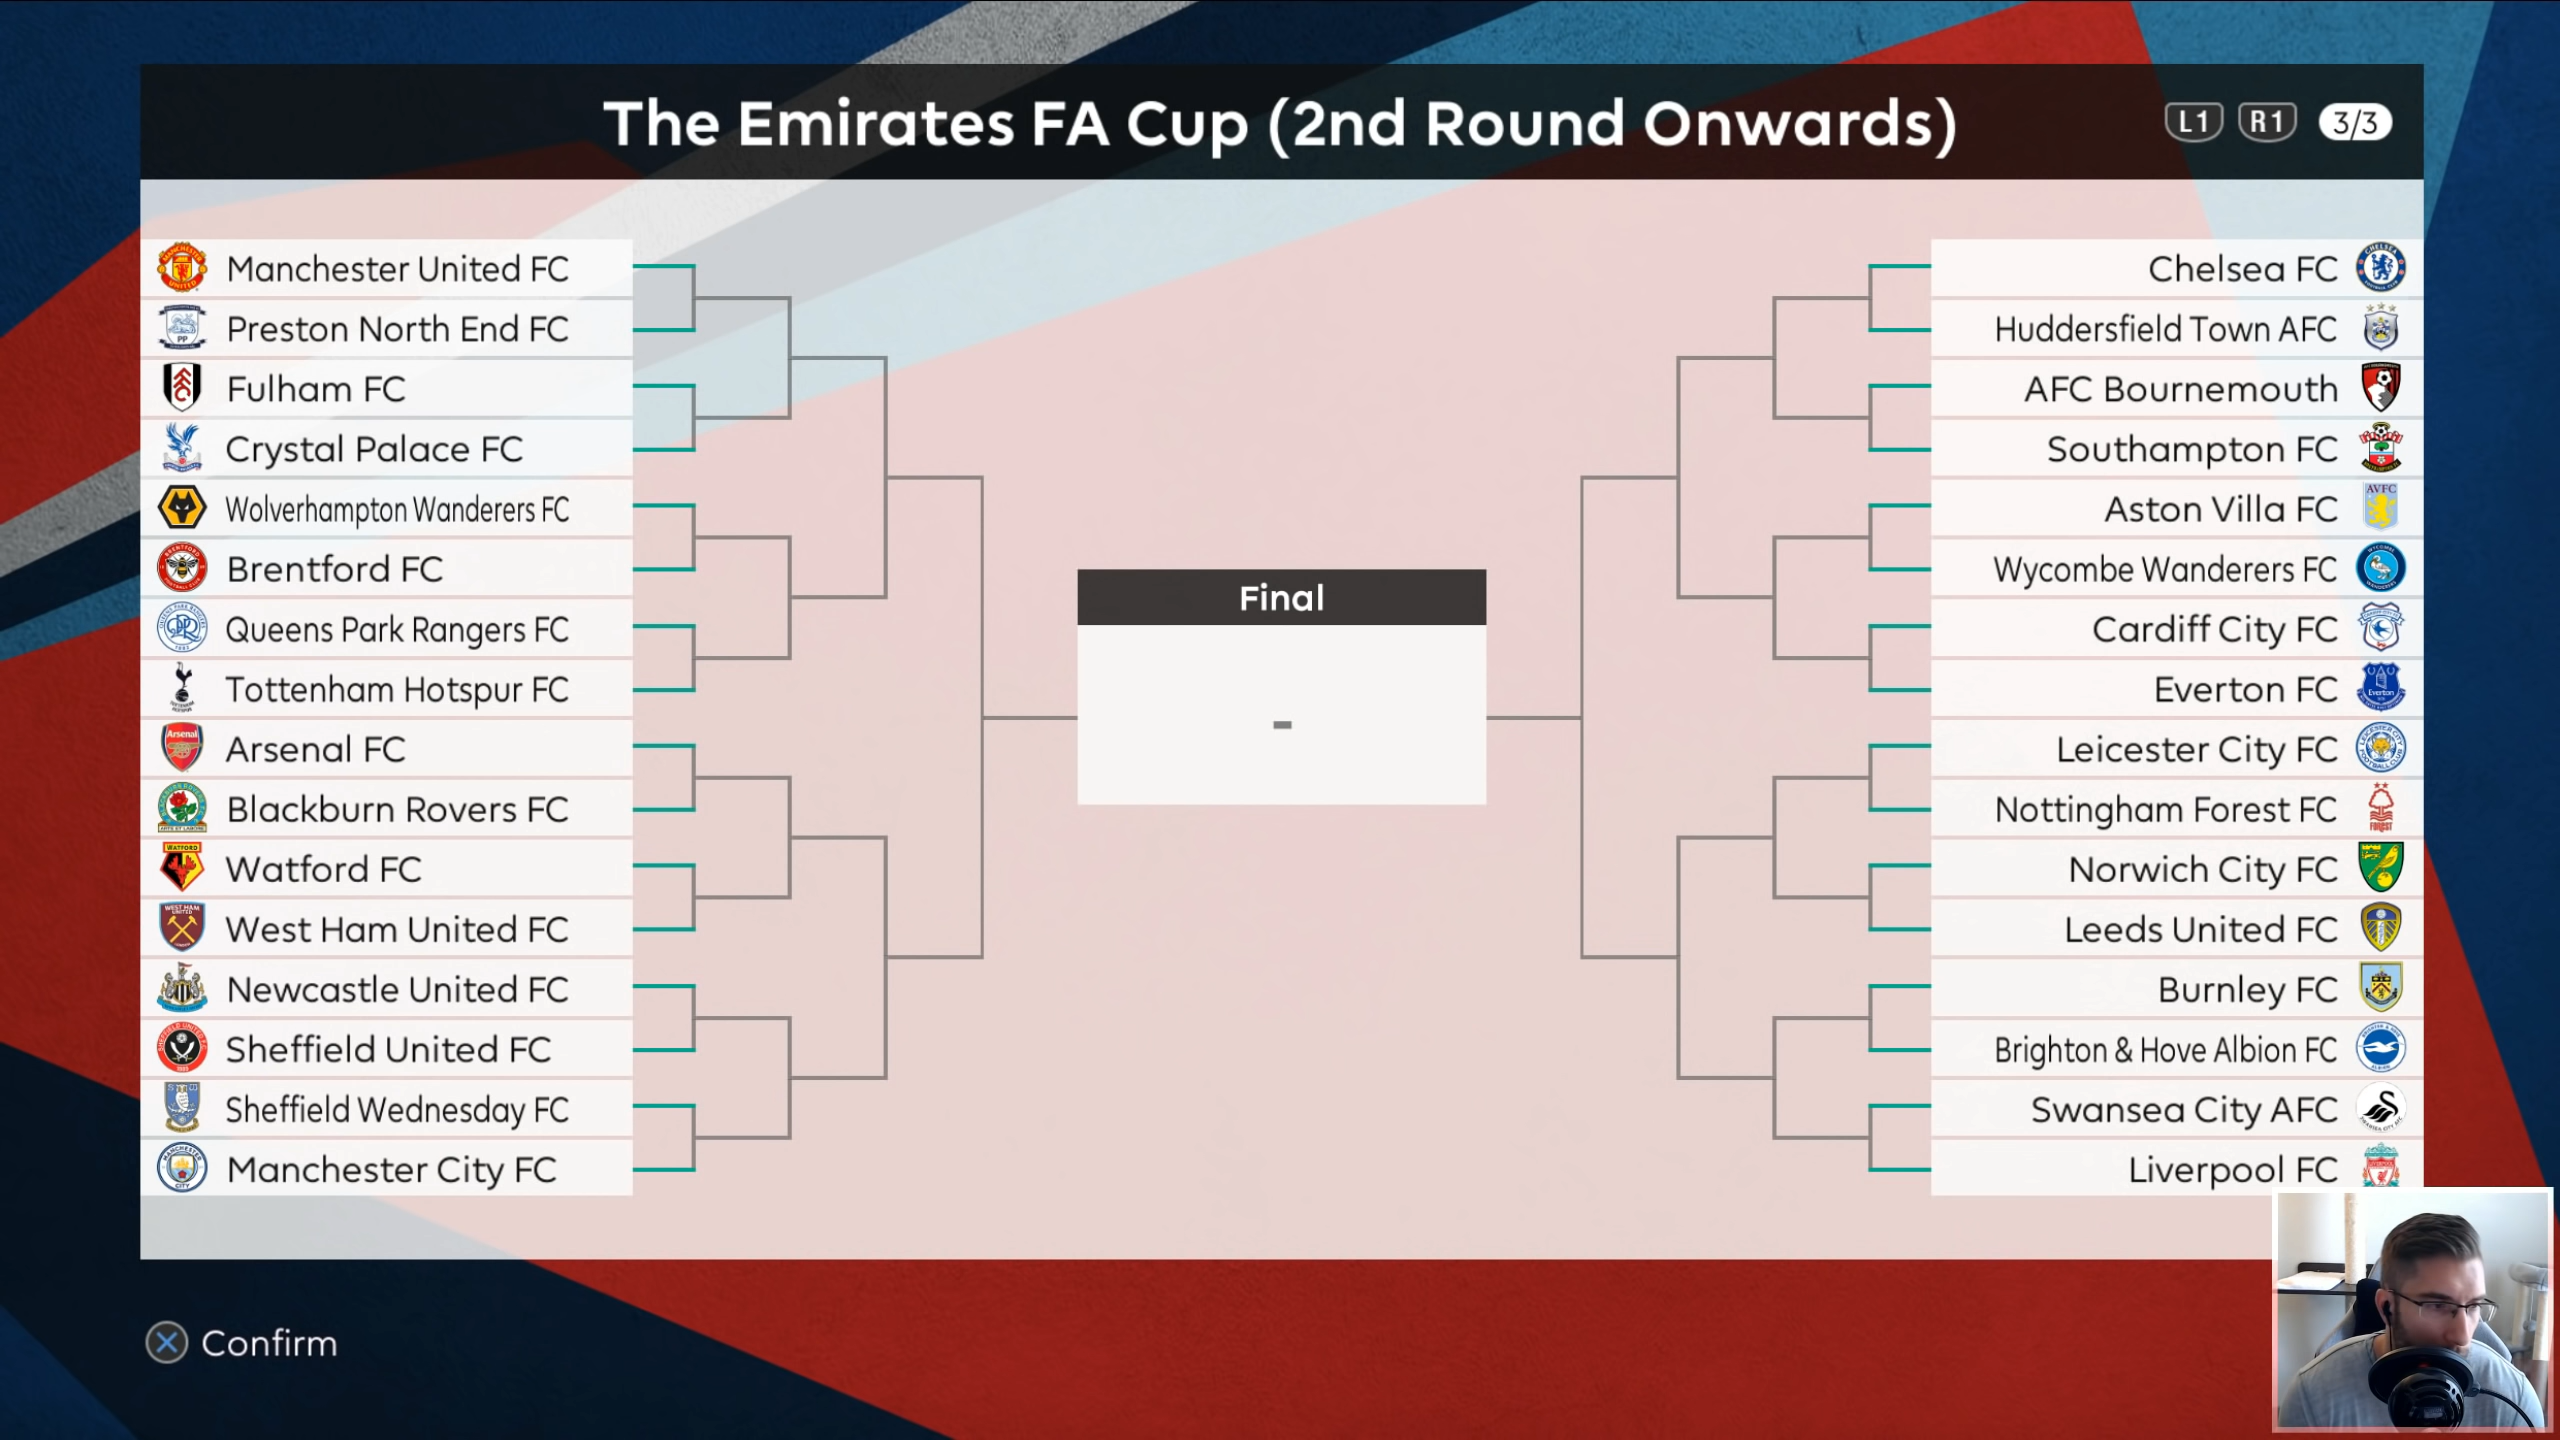 The Emirates FA Cup (2nd Round Onwards)
L1 R1 3/3
Manchester United FC
Preston North End FC
Fulham FC
Crystal Palace FC
Wolverhampton Wanderers FC
Brentford FC
Queens Park Rangers FC
Tottenham Hotspur FC
Arsenal FC
Blackburn Rovers FC
Watford FC
West Ham United FC
Newcastle United FC
Sheffield United FC
Sheffield Wednesday FC
Manchester City FC
Final
-
Chelsea FC
Huddersfield Town AFC
AFC Bournemouth
Southampton FC
Aston Villa FC
AVFC
Wycombe Wanderers FC
Cardiff City FC
Everton FC
Leicester City FC
Nottingham Forest FC
Norwich City FC
Leeds United FC
Burnley FC
Brighton & Hove Albion FC
Swansea City AFC
Liverpool FC
Confirm